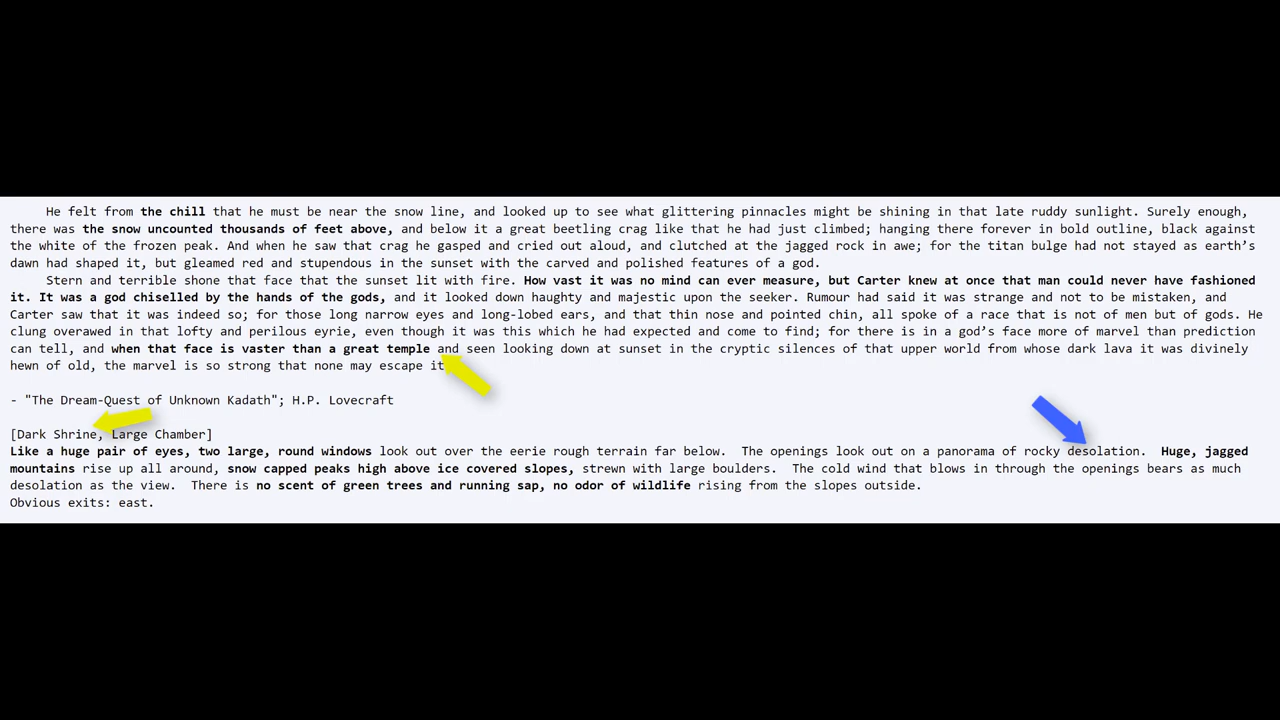 He felt from the chill that he must be near the snow line, and looked up to see what glittering pinnacles might be shining in that late ruddy sunlight. Surely enough,
there was the snow uncounted thousands of feet above, and below it a great beetling crag like that he had just climbed; hanging there forever in bold outline, black against
the white of the frozen peak. And when he saw that crag he gasped and cried out aloud, and clutched at the jagged rock in awe; for the titan bulge had not stayed as earth’s
dawn had shaped it, but gleamed red and stupendous in the sunset with the carved and polished features of a god.
Stern and terrible shone that face that the sunset lit with fire. How vast it was no mind can ever measure, but Carter knew at once that man could never have fashioned
it. It was a god chiselled by the hands of the gods, and it looked down haughty and majestic upon the seeker. Rumour had said it was strange and not to be mistaken, and
Carter saw that it was indeed so; for those long narrow eyes and long-lobed ears, and that thin nose and pointed chin, all spoke of a race that is not of men but of gods. He
clung overawed in that lofty and perilous eyrie, even though it was this which he had expected and come to find; for there is in a god’s face more of marvel than prediction
can tell, and when that face is vaster than a great temple and seen looking down at sunset in the cryptic silences of that upper world from whose dark lava it was divinely
hewn of old, the marvel is so strong that none may escape it
- "The Dream-Quest of Unknown Kadath"; H.P. Lovecraft
[Dark Shrine, Large Chamber]
Like a huge pair of eyes, two large, round windows look out over the eerie rough terrain far below. The openings look out on a panorama of rocky desolation. Huge, jagged
mountains rise up all around, snow capped peaks high above ice covered slopes, strewn with large boulders. The cold wind that blows in through the openings bears as much
desolation as the view. There is no scent of green trees and running sap, no odor of wildlife rising from the slopes outside.
Obvious exits: east.